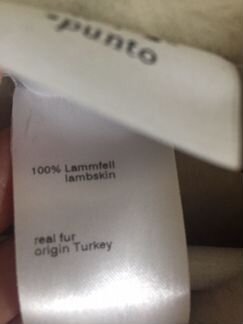 -punto
100% Lammfell
lambskin
real fur
origin Turkey